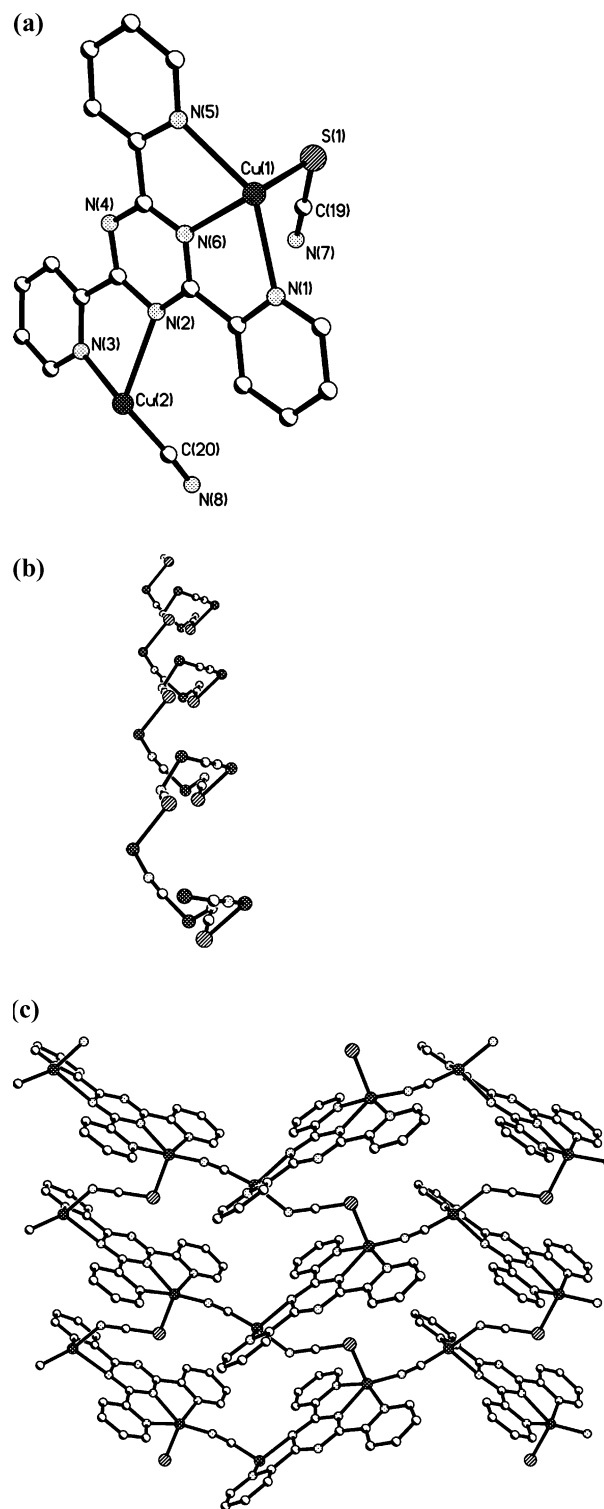 (a)
N(5)
S(1)
Cu(1)
N(4)
C(19)
N(6)
N(7)
N(1)
N(2)
N(3)
Cu(2)
C(20)
N(8)
(b)
(c)